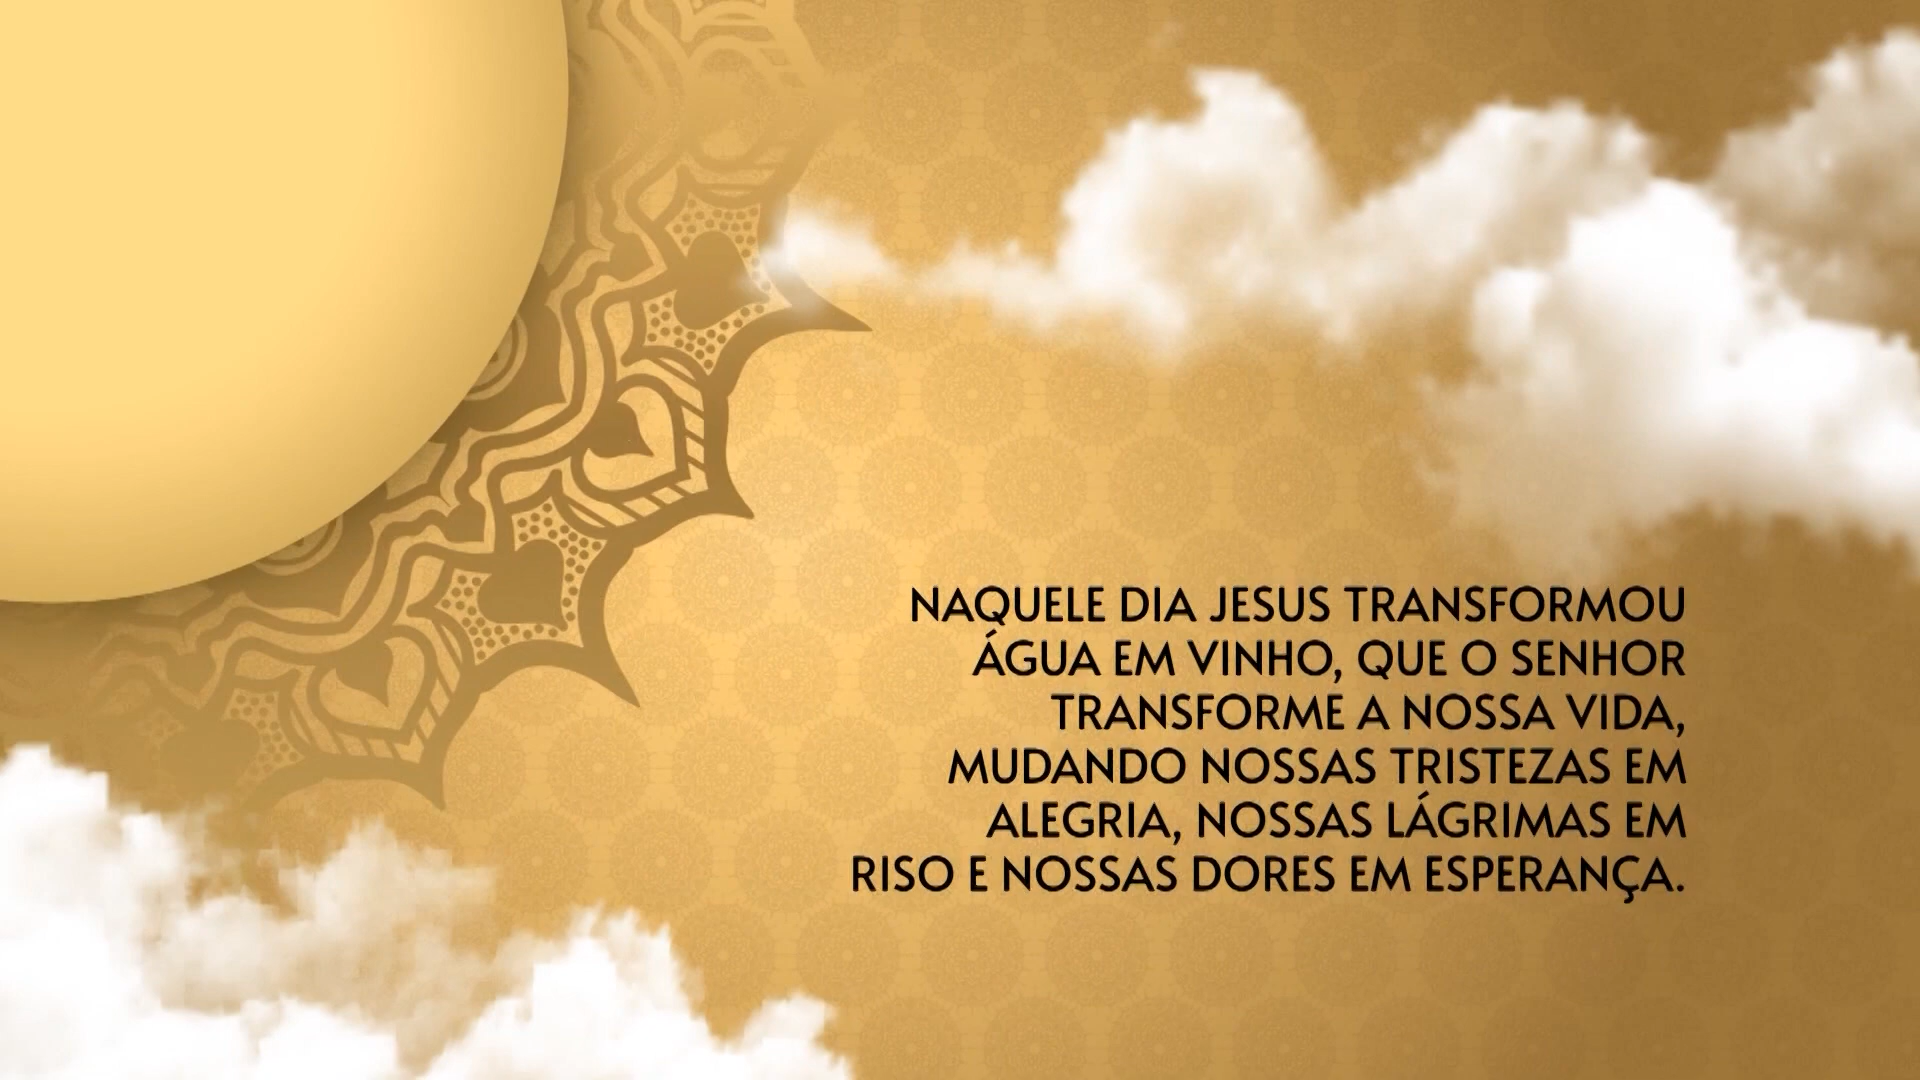 NAQUELE DIA JESUS TRANSFORMOU
ÁGUA EM VINHO, QUE O SENHOR
TRANSFORME A NOSSA VIDA,
MUDANDO NOSSAS TRISTEZAS EM
ALEGRIA, NOSSAS LÁGRIMAS EM
RISO E NOSSAS DORES EM ESPERANÇA.